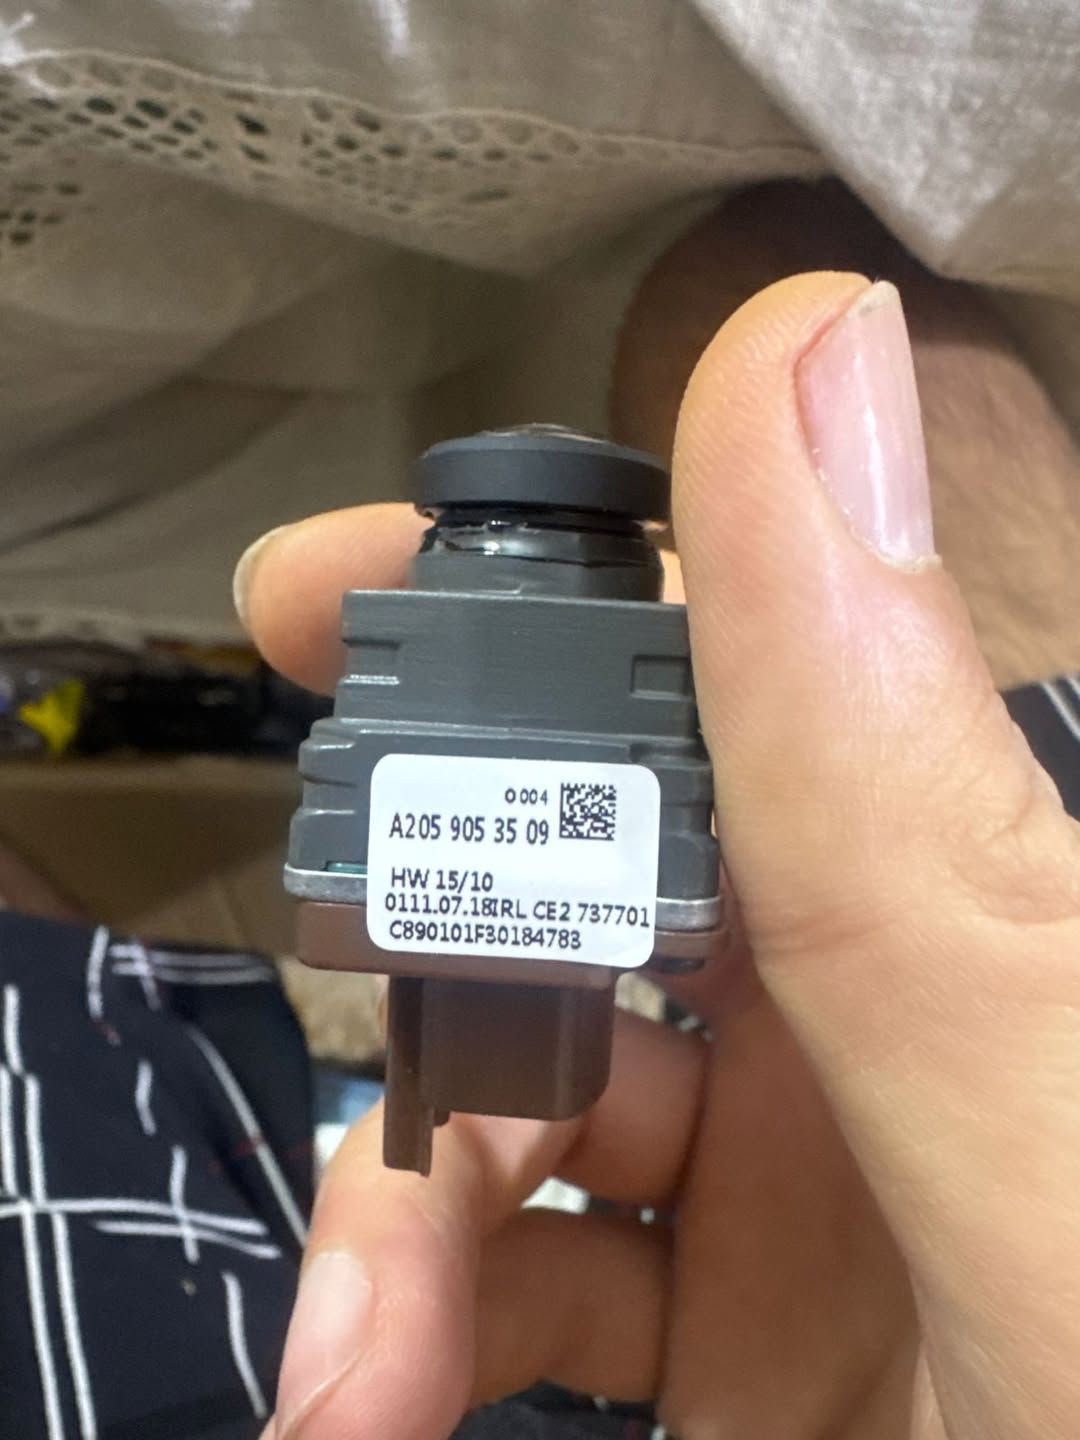 0004
A205 905 35 09
HW 15/10
0111.07.18IRL CE2 737701
C890101F30184783